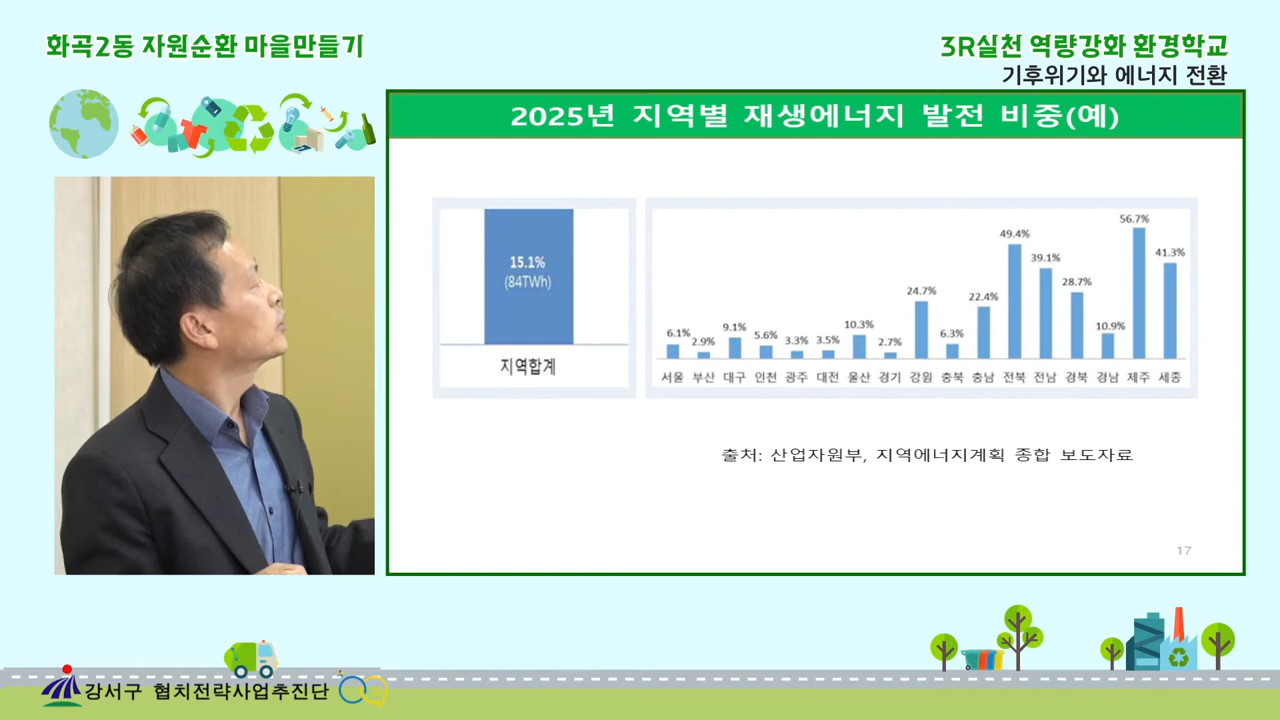 화곡2동 자원순환 마을만들기
3R실천 역량강화 환경학교
기후위기와 에너지 전환
2025년 지역별 재생에너지 발전 비중(예)
15.1%
(84TWh)
지역합계
6.1% 2.9% 9.1% 5.6% 3.3% 3.5% 10.3% 2.7% 24.7% 6.3% 22.4% 49.4% 39.1% 28.7% 10.9% 56.7% 41.3%
서울 부산 대구 인천 광주 대전 울산 경기 강원 충북 충남 전북 전남 경북 경남 제주 세종
출처: 산업자원부, 지역에너지계획 종합 보도자료
17
강서구 협치전략사업추진단